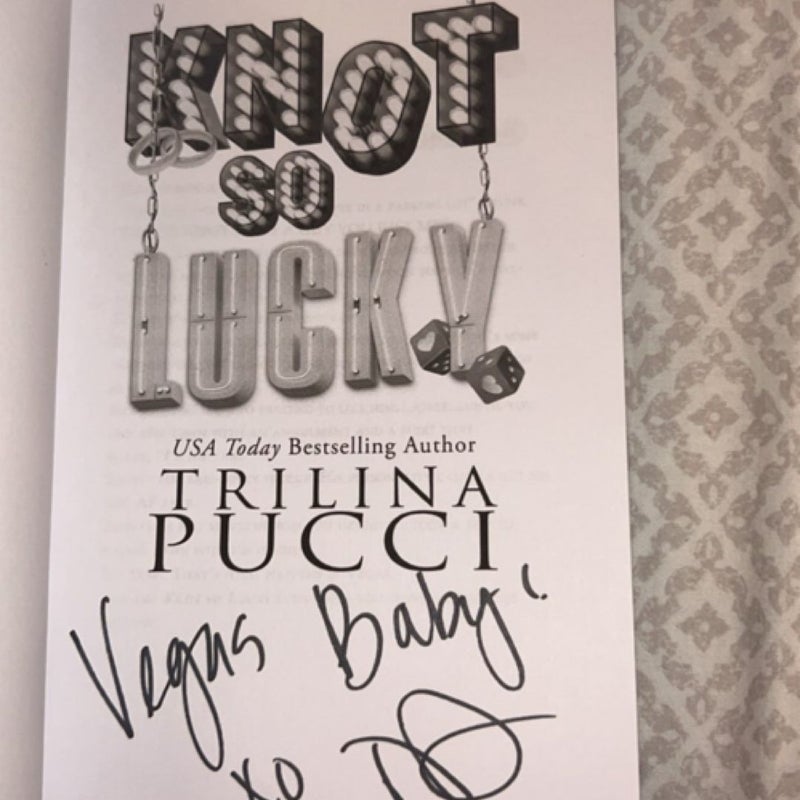 KNOT
SO
LUCKY
USA Today Bestselling Author
TRILINA
PUCCI
Vegas Baby!
xo